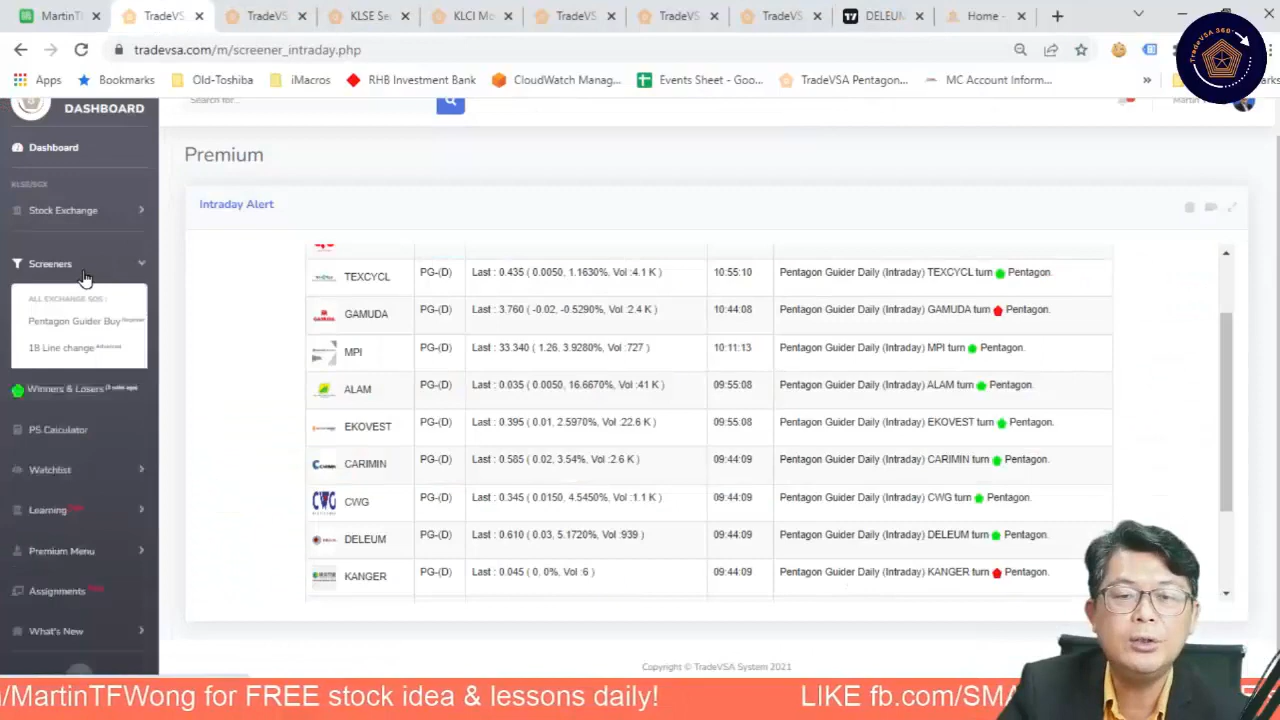 MartinTF
TradeVS
TradeVS
KLSE Se
KLCI Mo
TradeVS
TradeVS
TradeVS
DELEUM
Home -
tradevsa.com/m/screener_intraday.php
Apps
Bookmarks
Old-Toshiba
iMacros
RHB Investment Bank
CloudWatch Manag...
Events Sheet - Goo...
TradeVSA Pentagon...
MC Account Inform...
»
TradeVSA 360°
DASHBOARD
Search for...
Dashboard
KLSE/SGX
Stock Exchange
Screeners
ALL EXCHANGE SOS :
Pentagon Guider Buy Beginner
1B Line change Advanced
Winners & Losers
PS Calculator
Watchlist
Learning
Premium Menu
Assignments
What's New
Premium
Intraday Alert
TEXCYCL PG-(D) Last : 0.435 ( 0.0050, 1.1630%, Vol :4.1 K ) 10:55:10 Pentagon Guider Daily (Intraday) TEXCYCL turn Pentagon.
GAMUDA PG-(D) Last : 3.760 ( -0.02, -0.5290%, Vol :2.4 K ) 10:44:08 Pentagon Guider Daily (Intraday) GAMUDA turn Pentagon.
MPI PG-(D) Last : 33.340 ( 1.26, 3.9280%, Vol :727 ) 10:11:13 Pentagon Guider Daily (Intraday) MPI turn Pentagon.
ALAM PG-(D) Last : 0.035 ( 0.0050, 16.6670%, Vol :41 K ) 09:55:08 Pentagon Guider Daily (Intraday) ALAM turn Pentagon.
EKOVEST PG-(D) Last : 0.395 ( 0.01, 2.5970%, Vol :22.6 K ) 09:55:08 Pentagon Guider Daily (Intraday) EKOVEST turn Pentagon.
CARIMIN PG-(D) Last : 0.585 ( 0.02, 3.54%, Vol :2.6 K ) 09:44:09 Pentagon Guider Daily (Intraday) CARIMIN turn Pentagon.
CWG PG-(D) Last : 0.345 ( 0.0150, 4.5450%, Vol :1.1 K ) 09:44:09 Pentagon Guider Daily (Intraday) CWG turn Pentagon.
DELEUM PG-(D) Last : 0.610 ( 0.03, 5.1720%, Vol :939 ) 09:44:09 Pentagon Guider Daily (Intraday) DELEUM turn Pentagon.
KANGER PG-(D) Last : 0.045 ( 0, 0%, Vol :6 ) 09:44:09 Pentagon Guider Daily (Intraday) KANGER turn Pentagon.
Copyright © TradeVSA System 2021
/MartinTFWong for FREE stock idea & lessons daily! LIKE fb.com/SMA